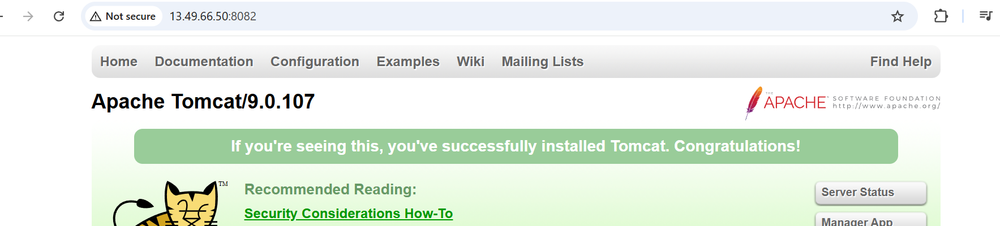 Not secure 13.49.66.50:8082
Home Documentation Configuration Examples Wiki Mailing Lists Find Help
Apache Tomcat/9.0.107
THE
APACHE™ SOFTWARE FOUNDATION
http://www.apache.org/
If you're seeing this, you've successfully installed Tomcat. Congratulations!
TM
Recommended Reading:
Security Considerations How-To
Server Status
Manager App